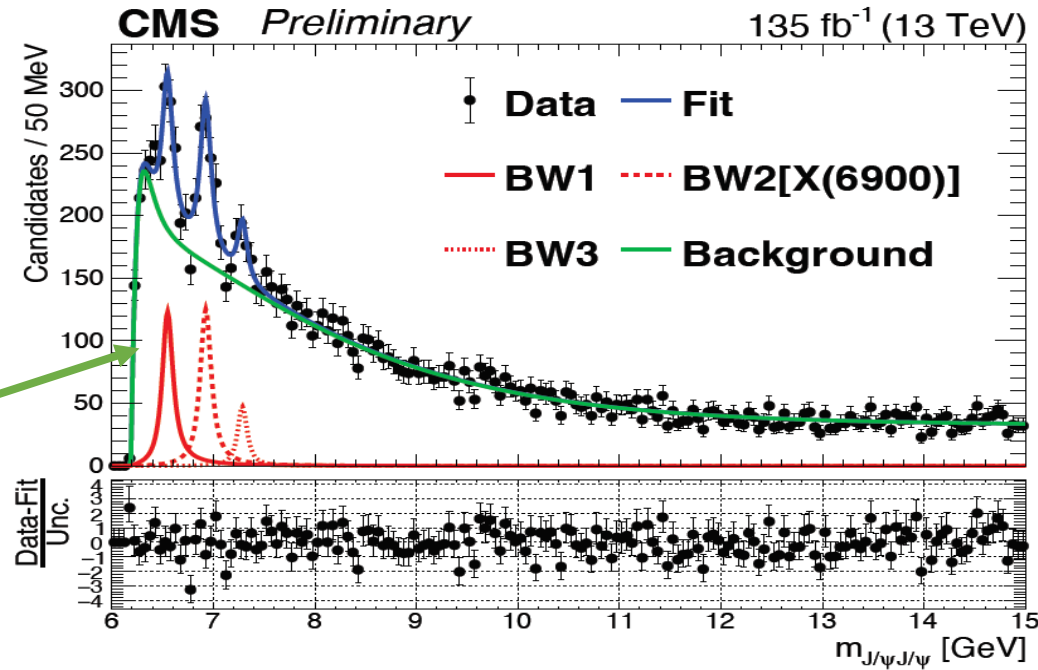 CMS Preliminary 135 fb⁻¹ (13 TeV)
Candidates / 50 MeV
300
250
200
150
100
50
0
Data Fit
BW1 BW2[X(6900)]
BW3 Background
Data-Fit
Unc.
4
3
2
1
0
−1
−2
−3
−4
6 7 8 9 10 11 12 13 14 15
m_J/ψJ/ψ [GeV]